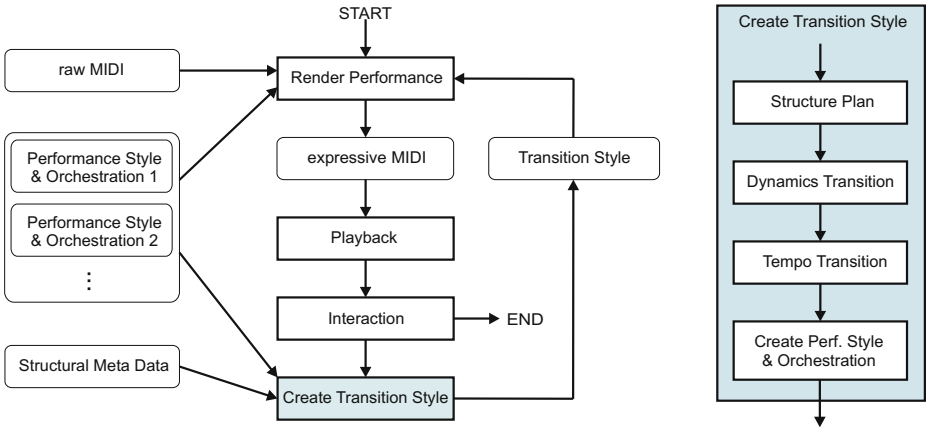 START
raw MIDI
Render Performance
Performance Style
& Orchestration 1
expressive MIDI
Transition Style
Performance Style
& Orchestration 2
⋮
Playback
Interaction
END
Structural Meta Data
Create Transition Style
Create Transition Style
Structure Plan
Dynamics Transition
Tempo Transition
Create Perf. Style
& Orchestration